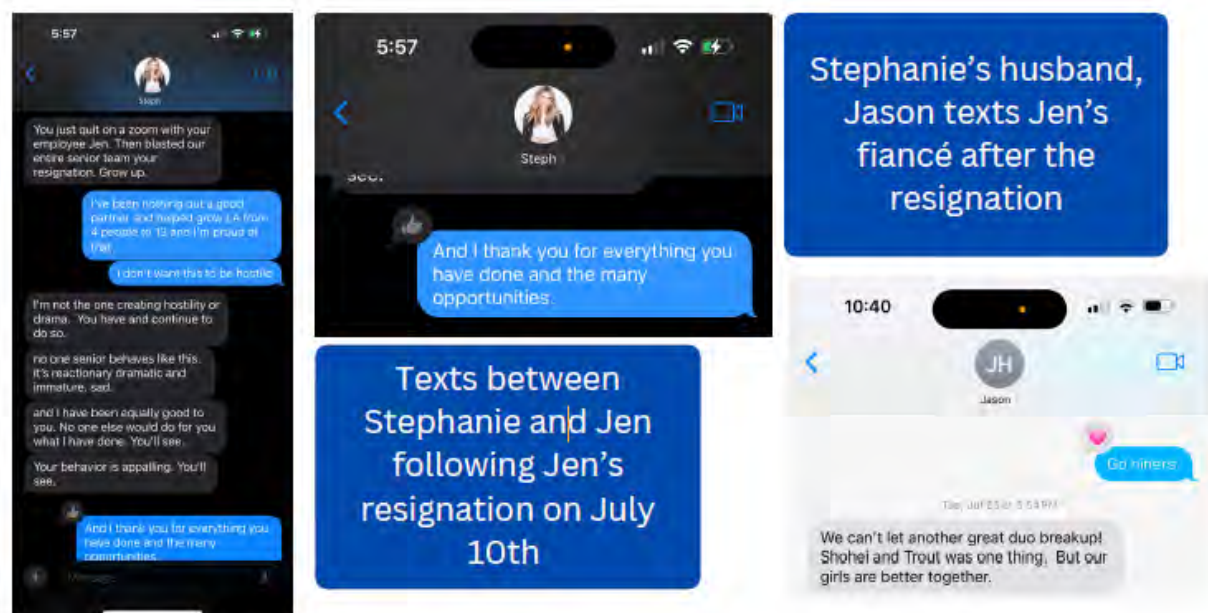 5:57
Steph
You just quit on a zoom with your
employee Jen. Then blasted our
entire senior team your
resignation. Grow up.
I've been nothing but a good
partner and helped grow LA from
4 people to 13 and I'm proud of
that
I don't want this to be hostile
I'm not the one creating hostility or
drama. You have and continue to
do so.
no one senior behaves like this.
it's reactionary dramatic and
immature, sad.
and I have been equally good to
you. No one else would do for you
what I have done. You'll see.
Your behavior is appalling. You'll
see.
And I thank you for everything you
have done and the many
opportunities.
Message
5:57
Steph
see.
And I thank you for everything you
have done and the many
opportunities.
Texts between
Stephanie and Jen
following Jen's
resignation on July
10th
Stephanie's husband,
Jason texts Jen's
fiancé after the
resignation
10:40
JH
Jason
Go niners
We can't let another great duo breakup!
Shohei and Trout was one thing. But our
girls are better together.